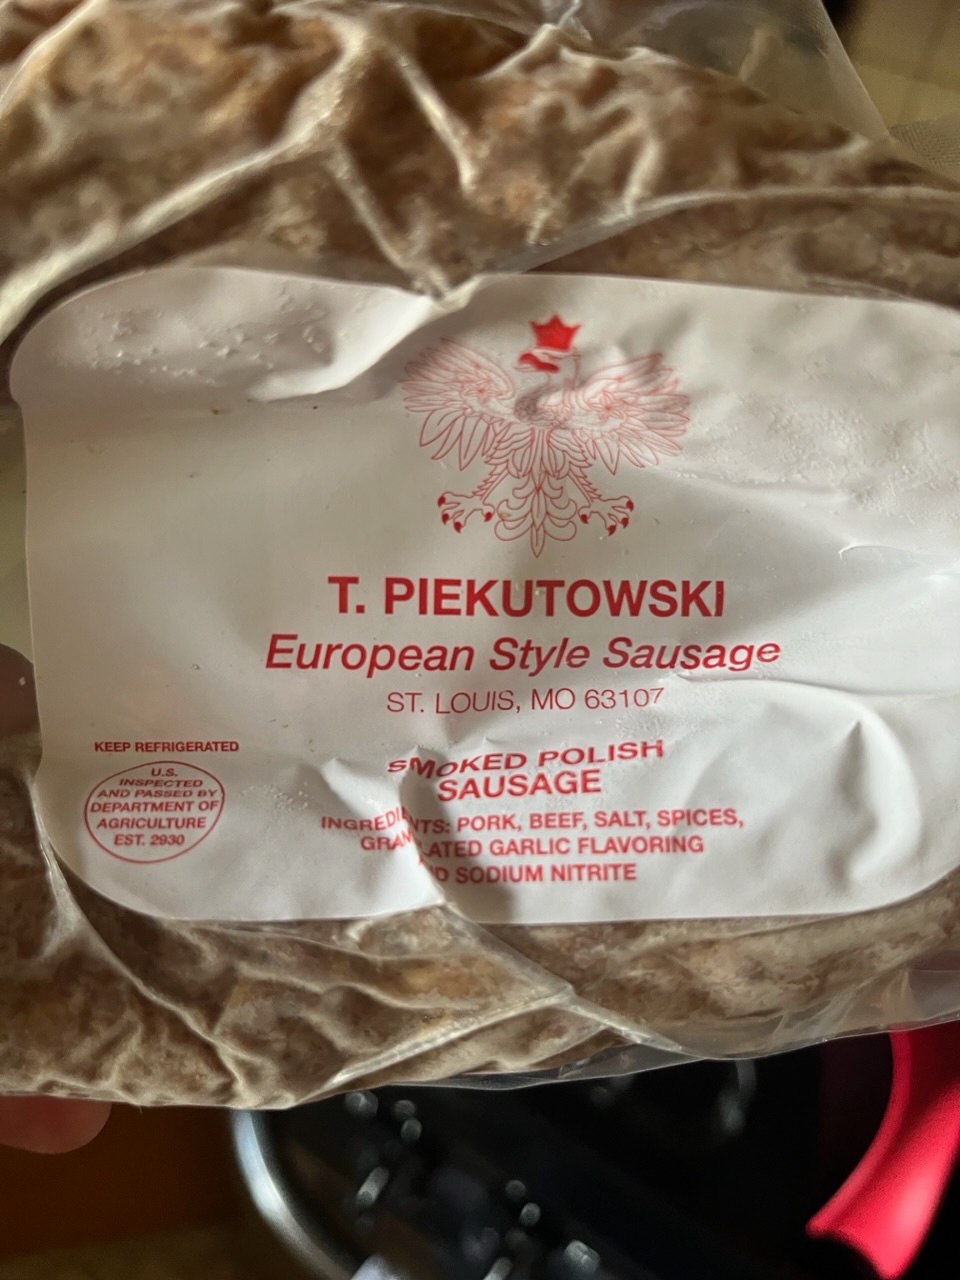 T. PIEKUTOWSKI
European Style Sausage
ST. LOUIS, MO 63107
KEEP REFRIGERATED
U.S.
INSPECTED
AND PASSED BY
DEPARTMENT OF
AGRICULTURE
EST. 2930
SMOKED POLISH
SAUSAGE
INGREDIENTS: PORK, BEEF, SALT, SPICES,
GRANULATED GARLIC FLAVORING
AND SODIUM NITRITE